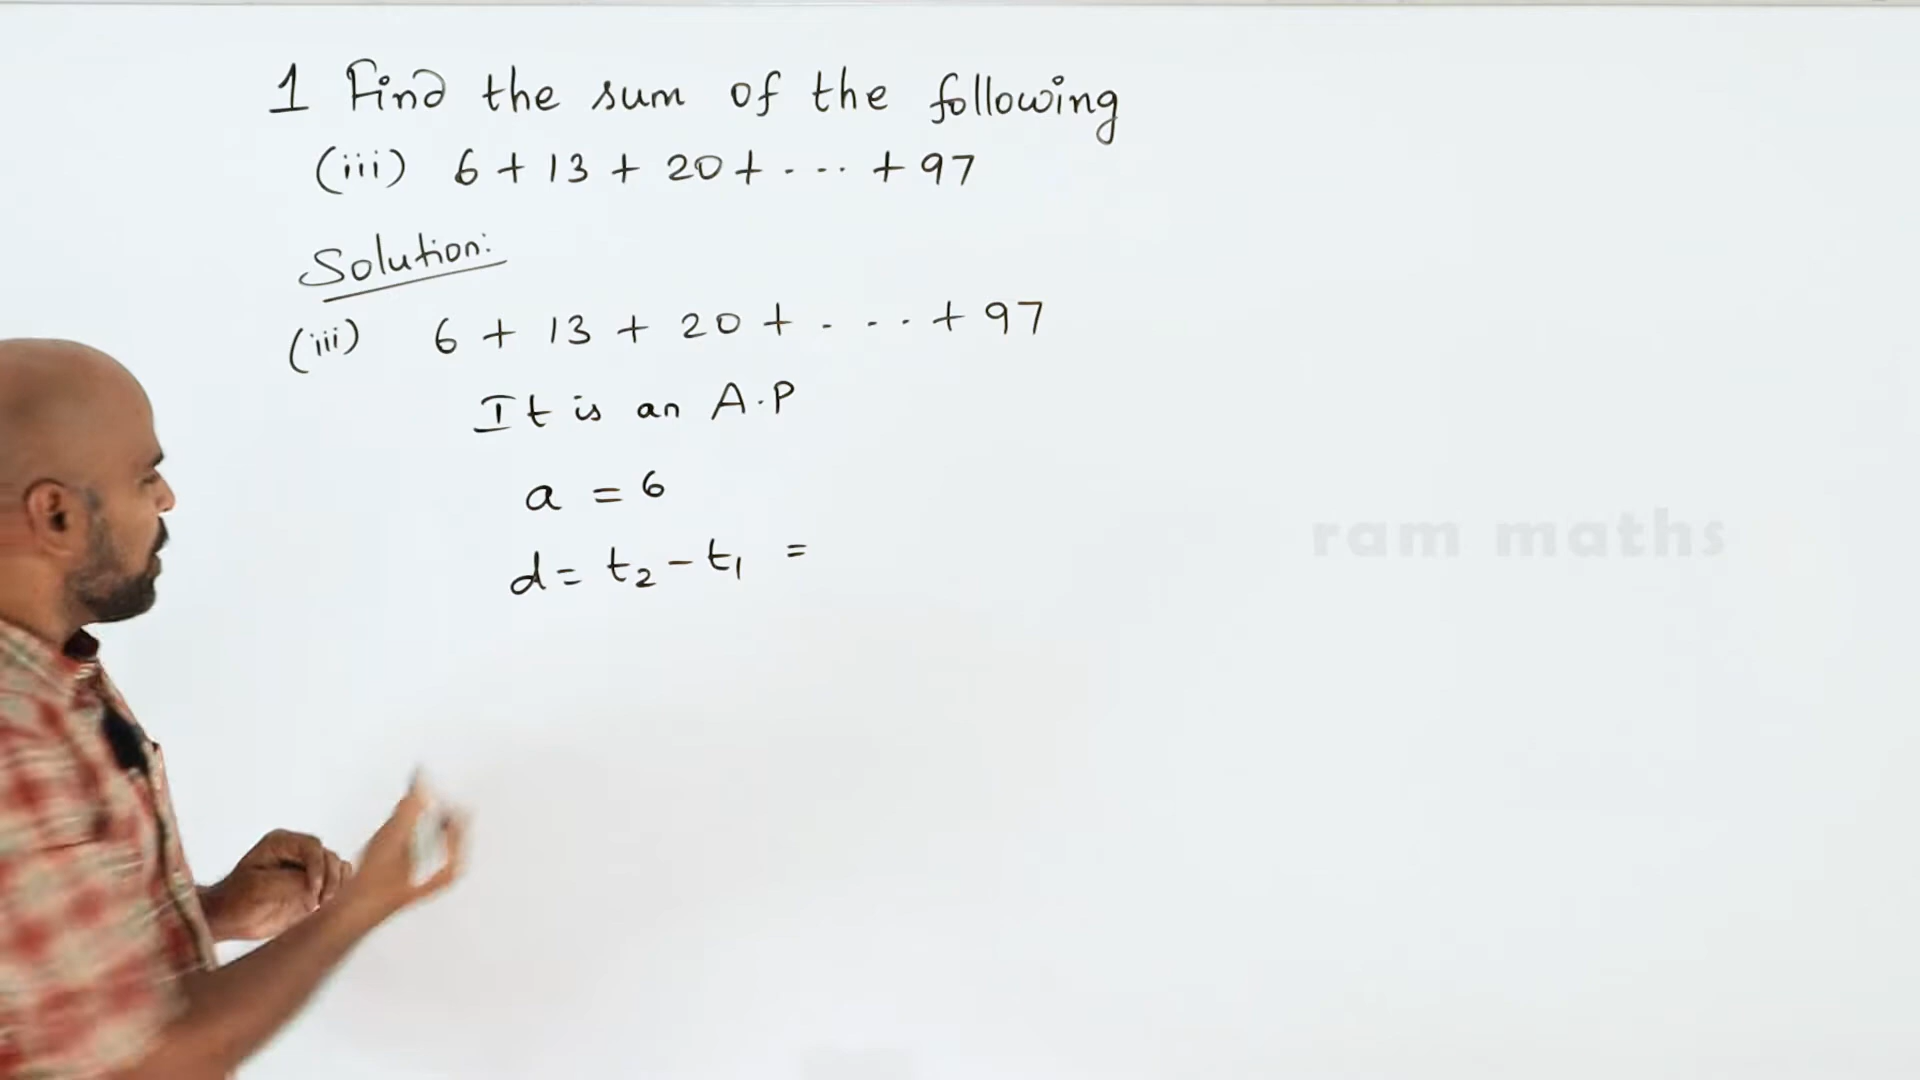 1 Find the sum of the following
(iii) 6 + 13 + 20 + ... + 97
Solution:
(iii) 6 + 13 + 20 + ... + 97
It is an A.P
a = 6
d = t₂ - t₁ =
ram maths